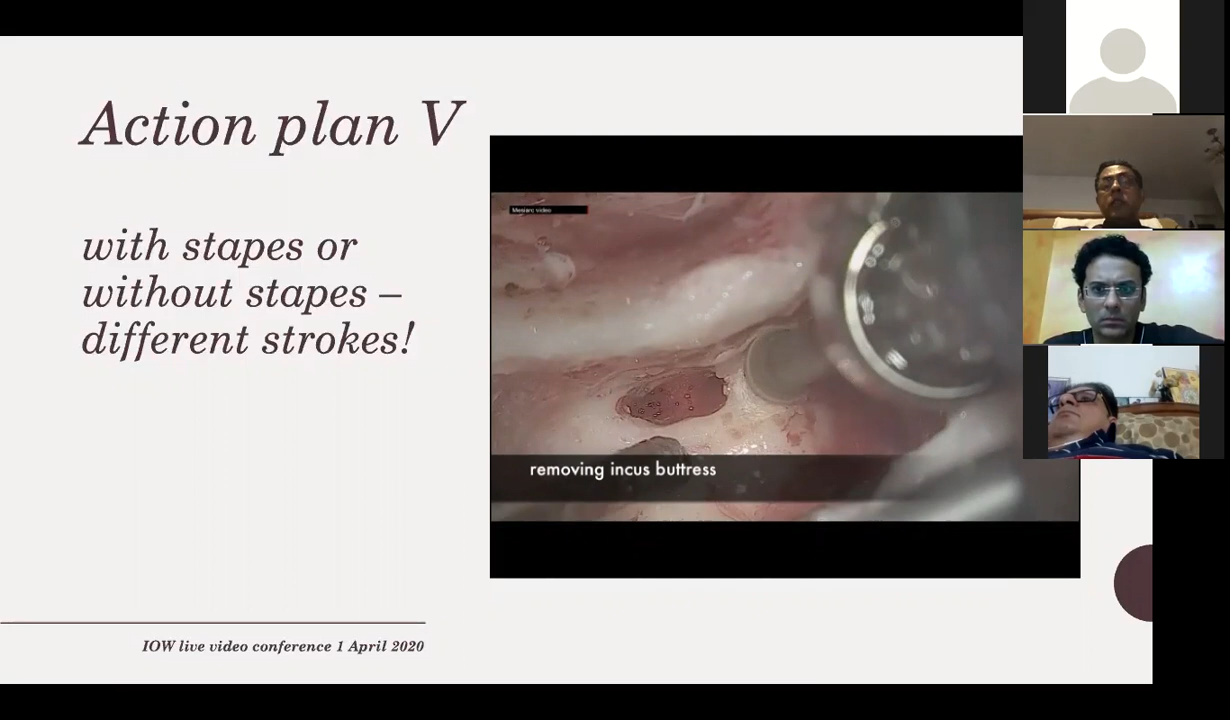 Action plan V
with stapes or
without stapes –
different strokes!
removing incus buttress
IOW live video conference 1 April 2020